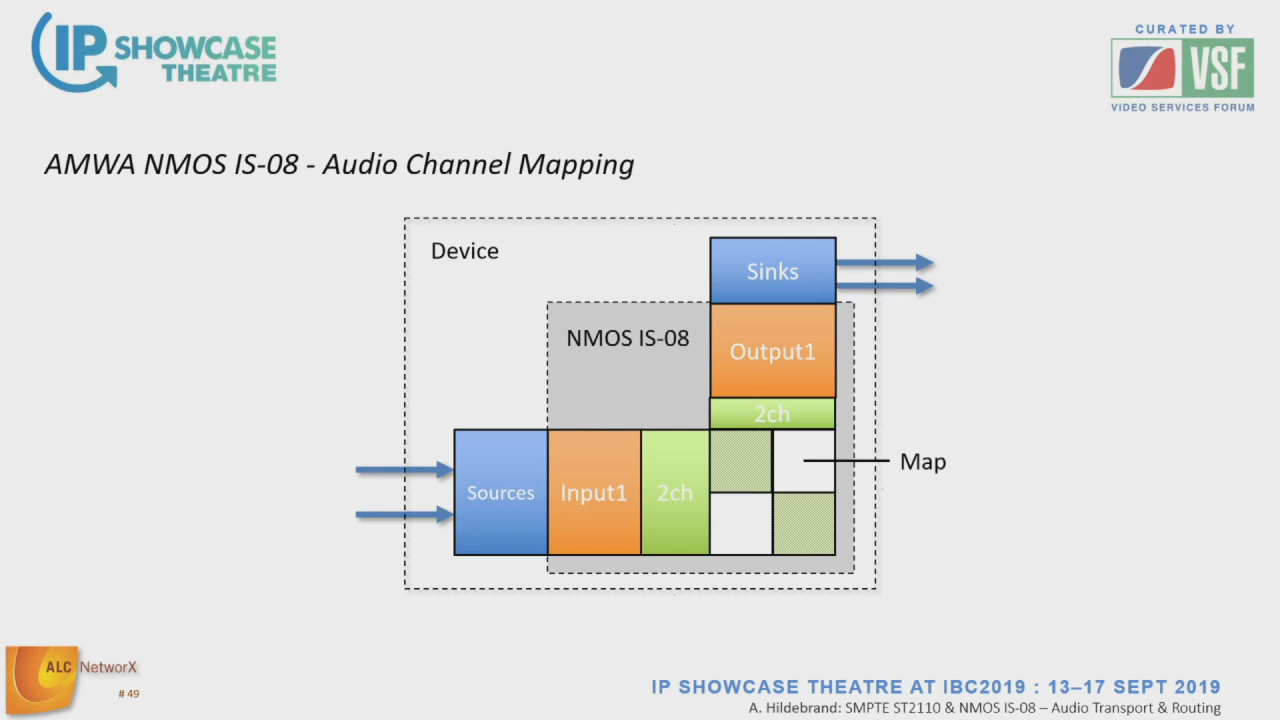 IP SHOWCASE
THEATRE
CURATED BY
VSF
VIDEO SERVICES FORUM
AMWA NMOS IS-08 - Audio Channel Mapping
Device
Sinks
NMOS IS-08
Output1
2ch
Map
Sources
Input1
2ch
ALC NetworX
# 49
IP SHOWCASE THEATRE AT IBC2019 : 13–17 SEPT 2019
A. Hildebrand: SMPTE ST2110 & NMOS IS-08 – Audio Transport & Routing